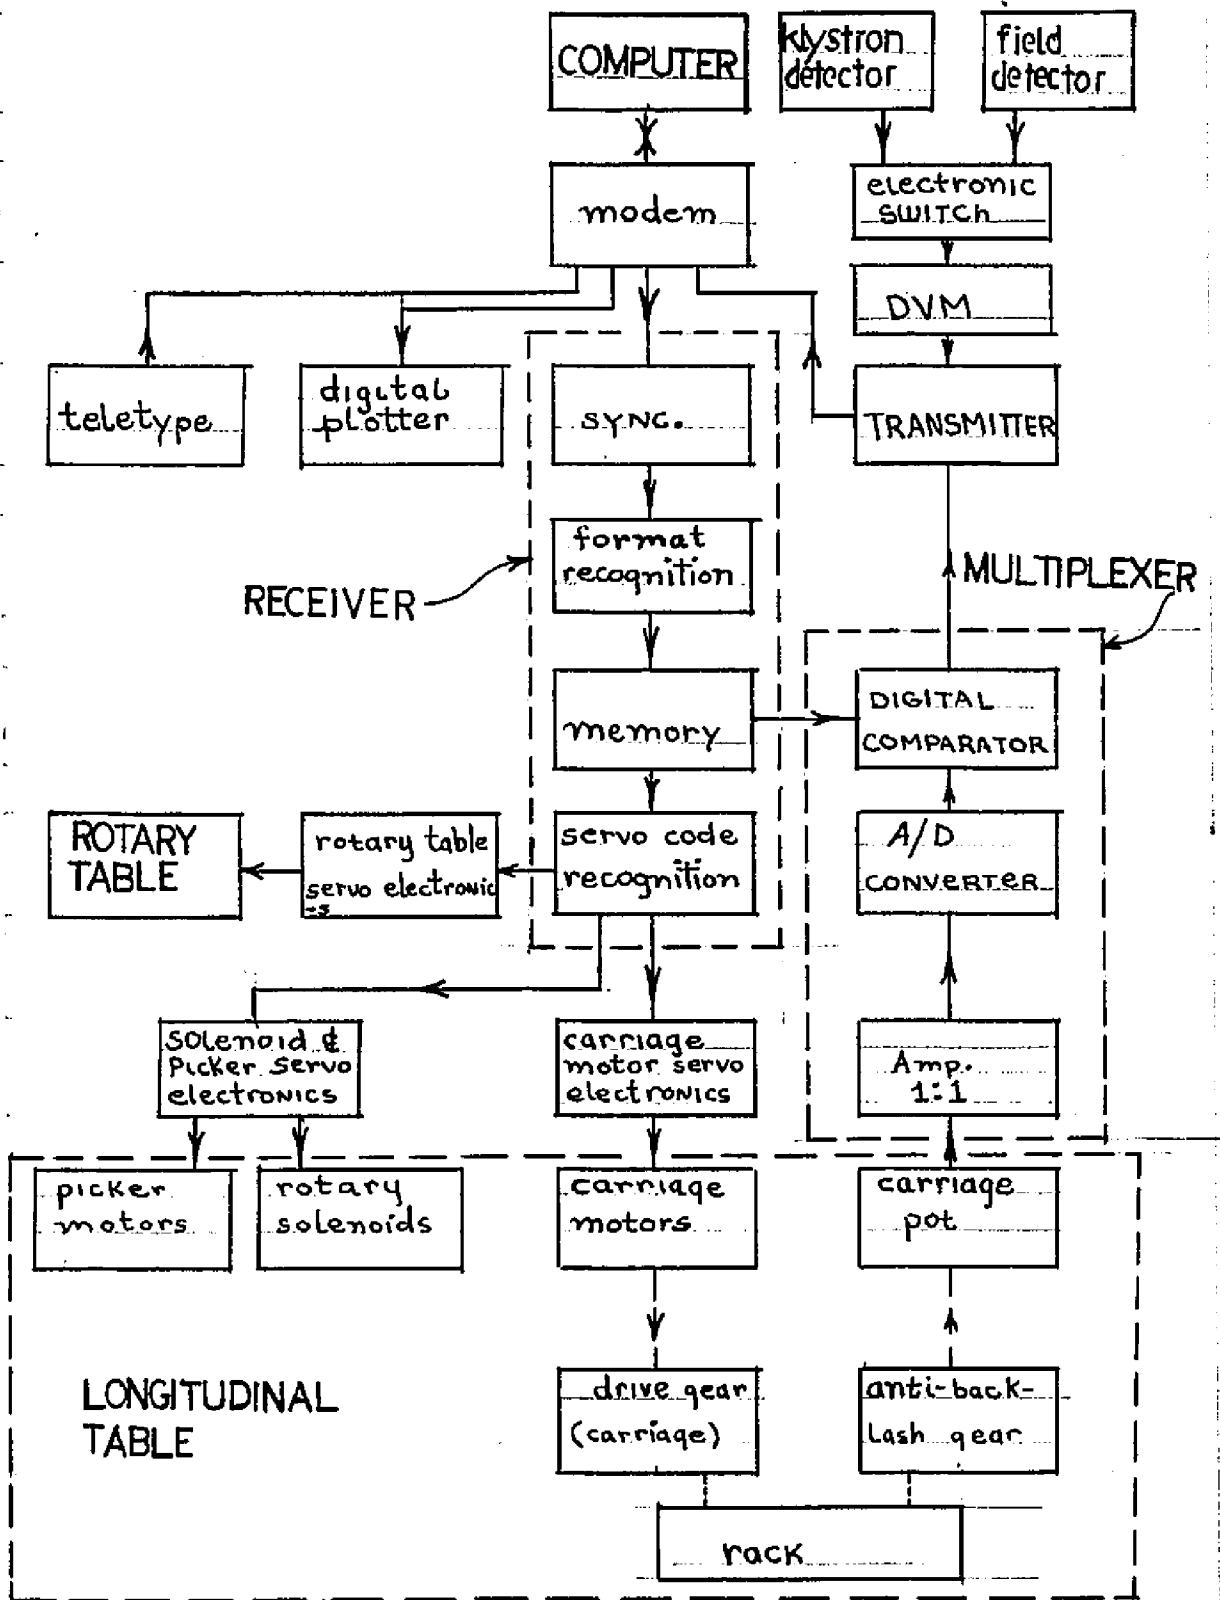 COMPUTER
klystron
detector
field
detector
modem
electronic
SWITCH
DVM
teletype
digital
plotter
SYNC.
TRANSMITTER
format
recognition
RECEIVER
MULTIPLEXER
memory
DIGITAL
COMPARATOR
ROTARY
TABLE
rotary table
servo electronic
-s
servo code
recognition
A/D
CONVERTER
solenoid &
Picker servo
electronics
carriage
motor servo
electronics
Amp.
1:1
picker
motors
rotary
solenoids
carriage
motors
carriage
pot
LONGITUDINAL
TABLE
drive gear
(carriage)
anti-back-
lash gear
rack